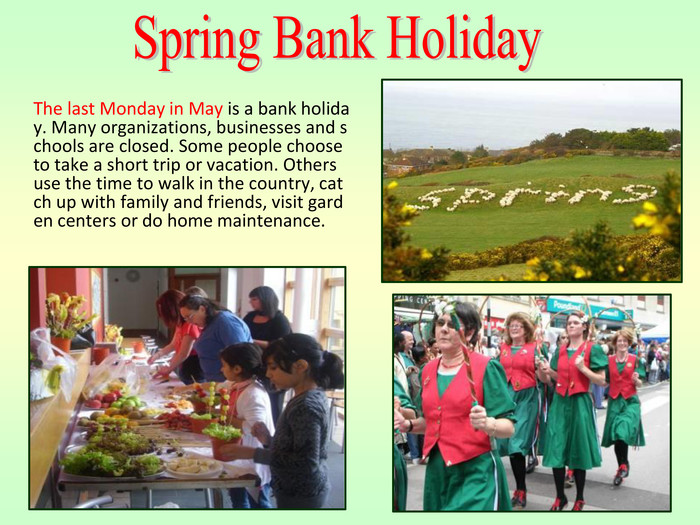 Spring Bank Holiday
The last Monday in May is a bank holida
y. Many organizations, businesses and s
chools are closed. Some people choose
to take a short trip or vacation. Others
use the time to walk in the country, cat
ch up with family and friends, visit gard
en centers or do home maintenance.
spring